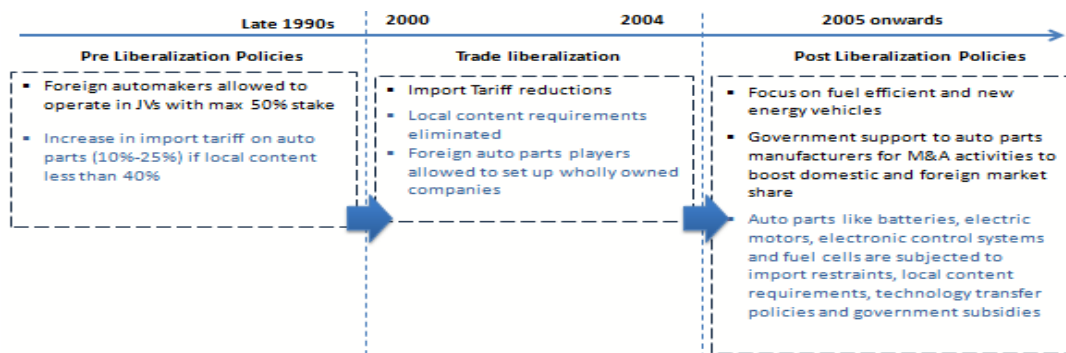 Late 1990s
2000
2004
2005 onwards
Pre Liberalization Policies
Trade liberalization
Post Liberalization Policies
▪ Foreign automakers allowed to
operate in JVs with max 50% stake
▪ Increase in import tariff on auto
parts (10%-25%) if local content
less than 40%
▪ Import Tariff reductions
▪ Local content requirements
eliminated
▪ Foreign auto parts players
allowed to set up wholly owned
companies
▪ Focus on fuel efficient and new
energy vehicles
▪ Government support to auto parts
manufacturers for M&A activities to
boost domestic and foreign market
share
▪ Auto parts like batteries, electric
motors, electronic control systems
and fuel cells are subjected to
import restraints, local content
requirements, technology transfer
policies and government subsidies